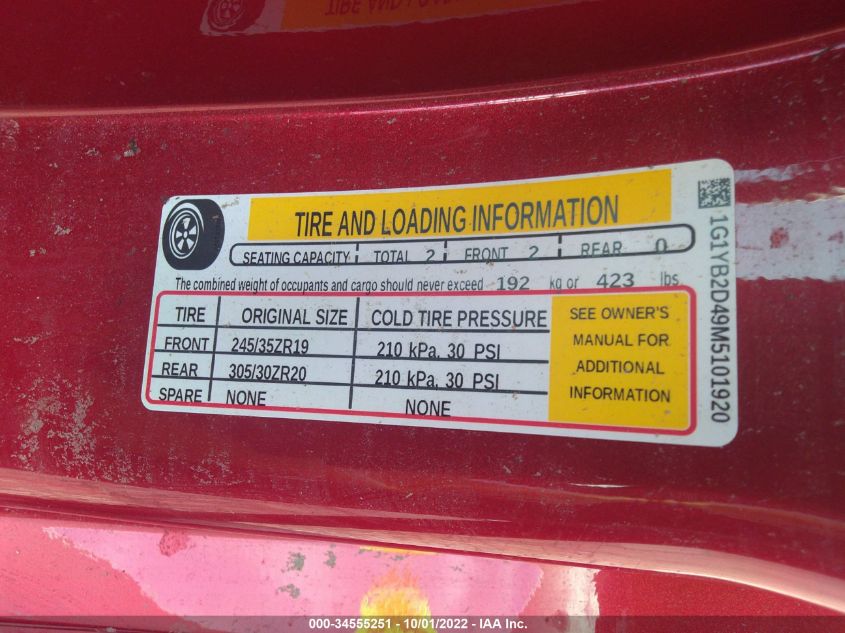 TIRE AND LOADING INFORMATION
SEATING CAPACITY TOTAL 2 FRONT 2 REAR 0
The combined weight of occupants and cargo should never exceed 192 kg or 423 lbs
TIRE ORIGINAL SIZE COLD TIRE PRESSURE
FRONT 245/35ZR19 210 kPa, 30 PSI
REAR 305/30ZR20 210 kPa, 30 PSI
SPARE NONE NONE
SEE OWNER'S
MANUAL FOR
ADDITIONAL
INFORMATION
1G1YB2D49M5101920
000-34555251 - 10/01/2022 - IAA Inc.